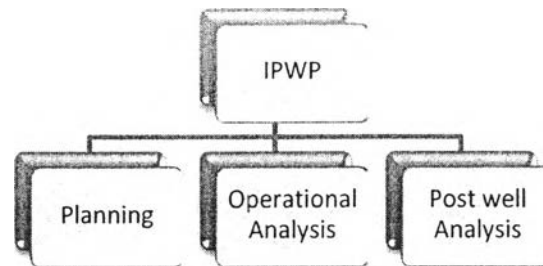 IPWP
Planning
Operational
Analysis
Post well
Analysis